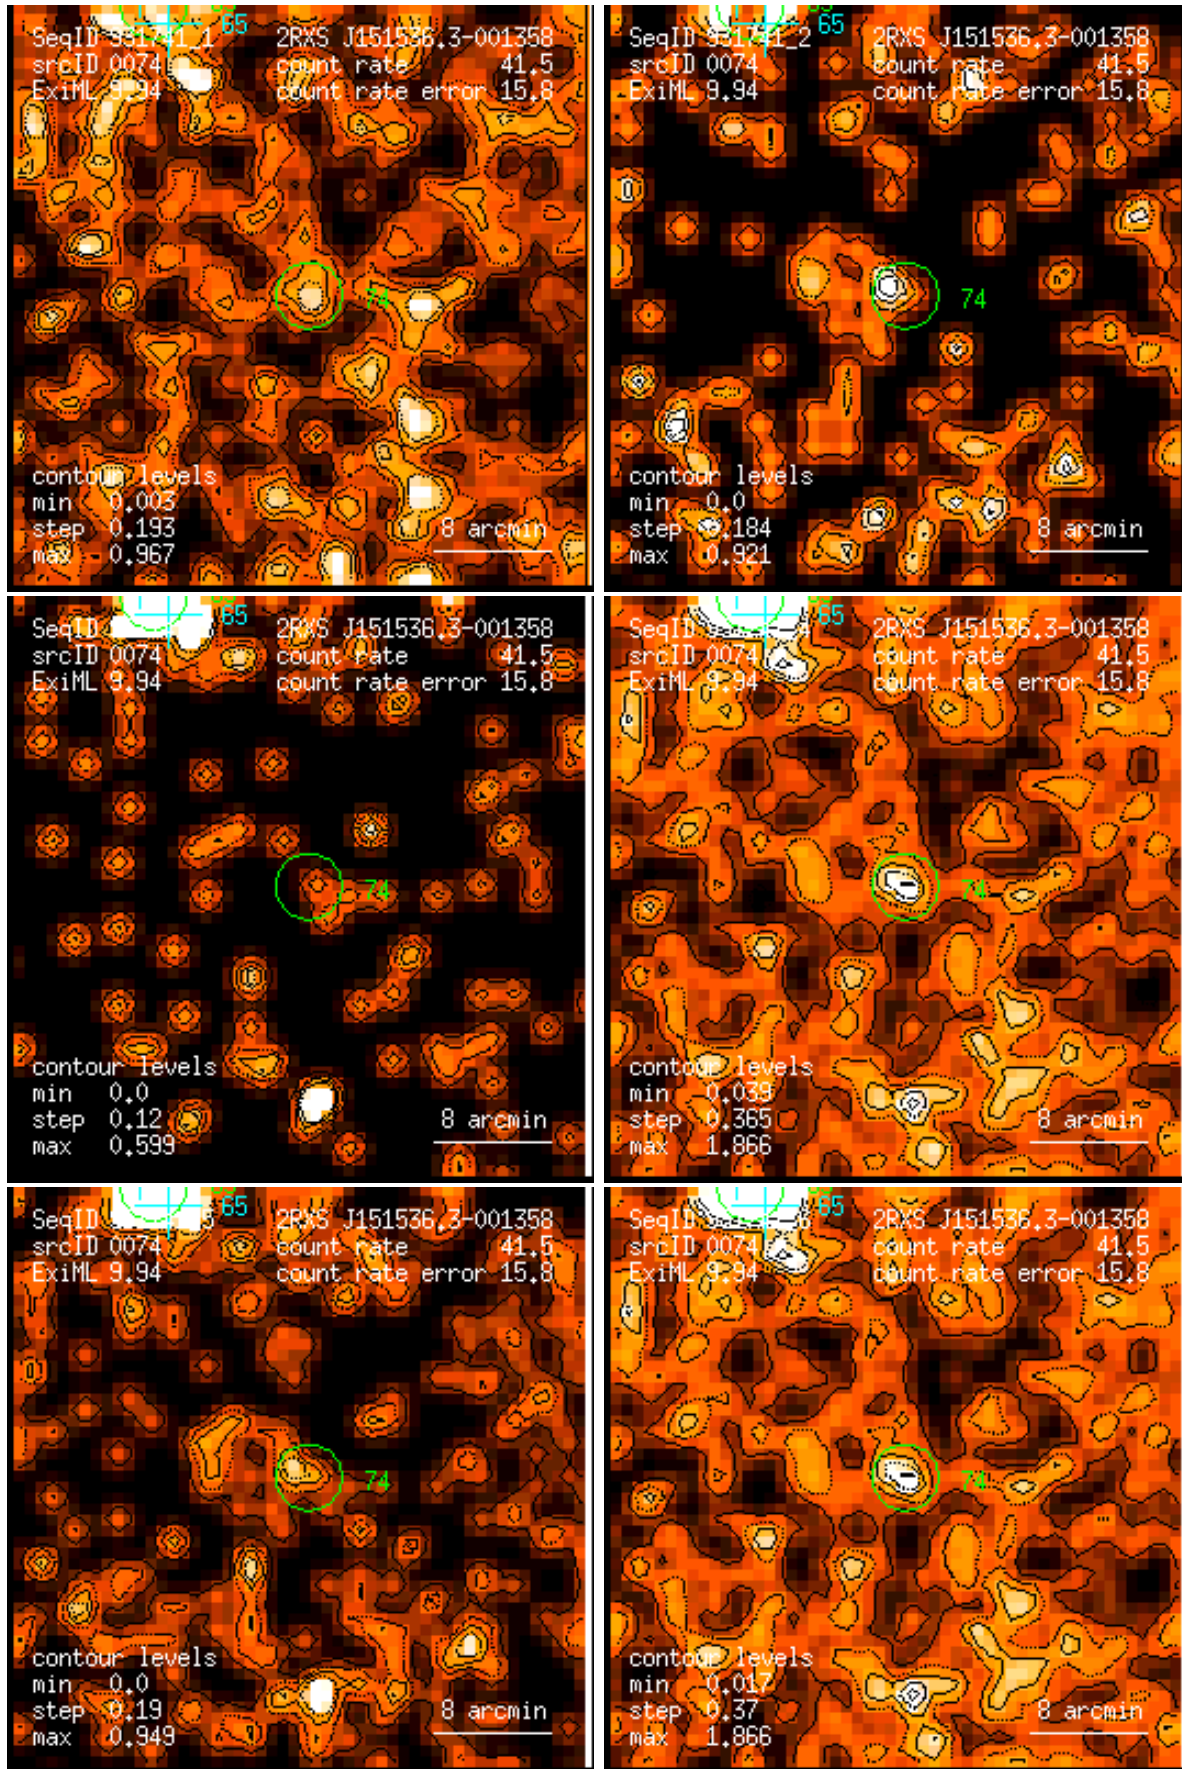 65
SeqID 931741_1 2RXS J151536.3-001358
srcID 0074 count rate 41.5
ExiML 9.94 count rate error 15.8
74
contour levels
min 0.003
step 0.193 8 arcmin
max 0.967
65
SeqID 931741_2 2RXS J151536.3-001358
srcID 0074 count rate 41.5
ExiML 9.94 count rate error 15.8
74
contour levels
min 0.0
step 0.184 8 arcmin
max 0.921
65
SeqID 2RXS J151536.3-001358
srcID 0074 count rate 41.5
ExiML 9.94 count rate error 15.8
74
contour levels
min 0.0
step 0.12 8 arcmin
max 0.599
65
SeqID 2RXS J151536.3-001358
srcID 0074 count rate 41.5
ExiML 9.94 count rate error 15.8
74
contour levels
min 0.039
step 0.365 8 arcmin
max 1.866
65
SeqID 2RXS J151536.3-001358
srcID 0074 count rate 41.5
ExiML 9.94 count rate error 15.8
74
contour levels
min 0.0
step 0.19 8 arcmin
max 0.949
65
SeqID 2RXS J151536.3-001358
srcID 0074 count rate 41.5
ExiML 9.94 count rate error 15.8
74
contour levels
min 0.017
step 0.37 8 arcmin
max 1.866